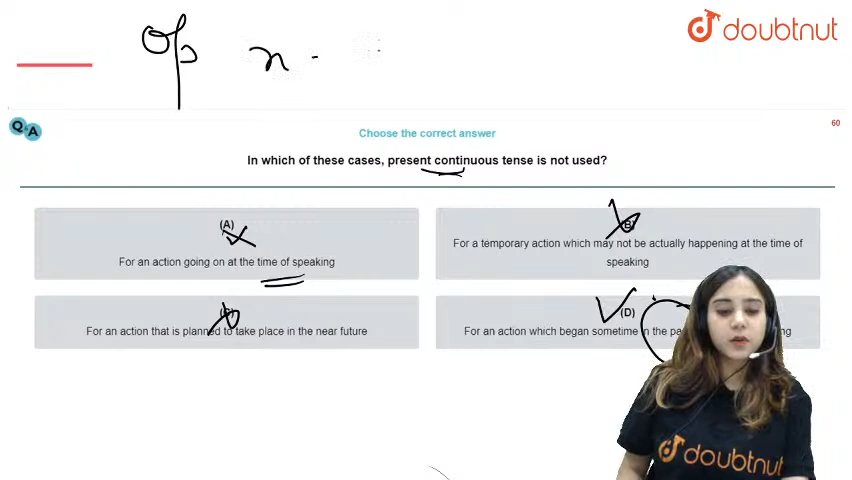 Op n -
doubtnut
Q&A
60
Choose the correct answer
In which of these cases, present continuous tense is not used?
(A)
For an action going on at the time of speaking
(B)
For a temporary action which may not be actually happening at the time of
speaking
(C)
For an action that is planned to take place in the near future
(D)
For an action which began sometime in the
doubtnut